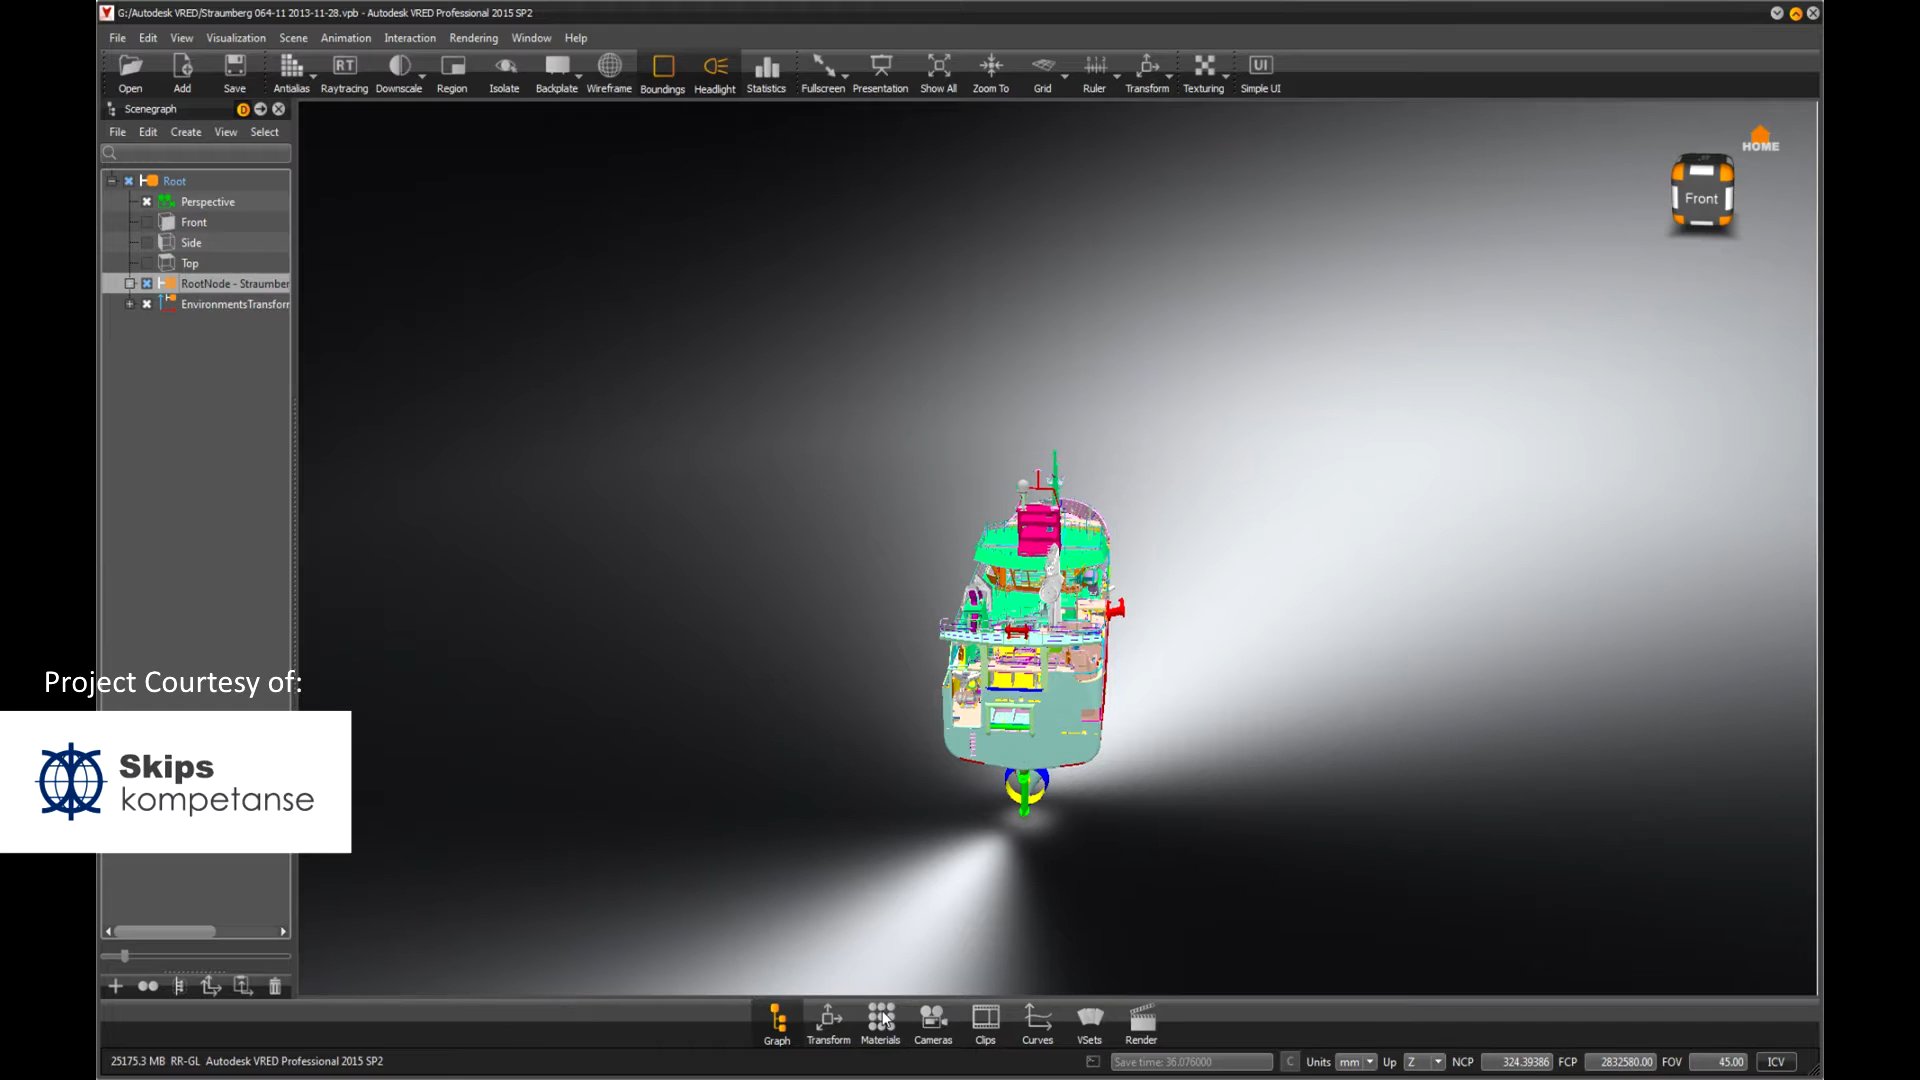 G:/Autodesk VRED/Straumberg 064-11 2013-11-28.vpb - Autodesk VRED Professional 2015 SP2
File Edit View Visualization Scene Animation Interaction Rendering Window Help
RT UI
Open Add Save Antialias Raytracing Downscale Region Isolate Backplate Wireframe Boundings Headlight Statistics Fullscreen Presentation Show All Zoom To Grid Ruler Transform Texturing Simple UI
Scenegraph D
File Edit Create View Select
Root
Perspective
Front
Side
Top
RootNode - Straumber
EnvironmentsTransforr
HOME
Front
Project Courtesy of:
Skips
kompetanse
Graph Transform Materials Cameras Clips Curves VSets Render
25175.3 MB RR-GL Autodesk VRED Professional 2015 SP2
Save time: 36.076000 C Units mm Up Z NCP 324.39386 FCP 2832580.00 FOV 45.00 ICV